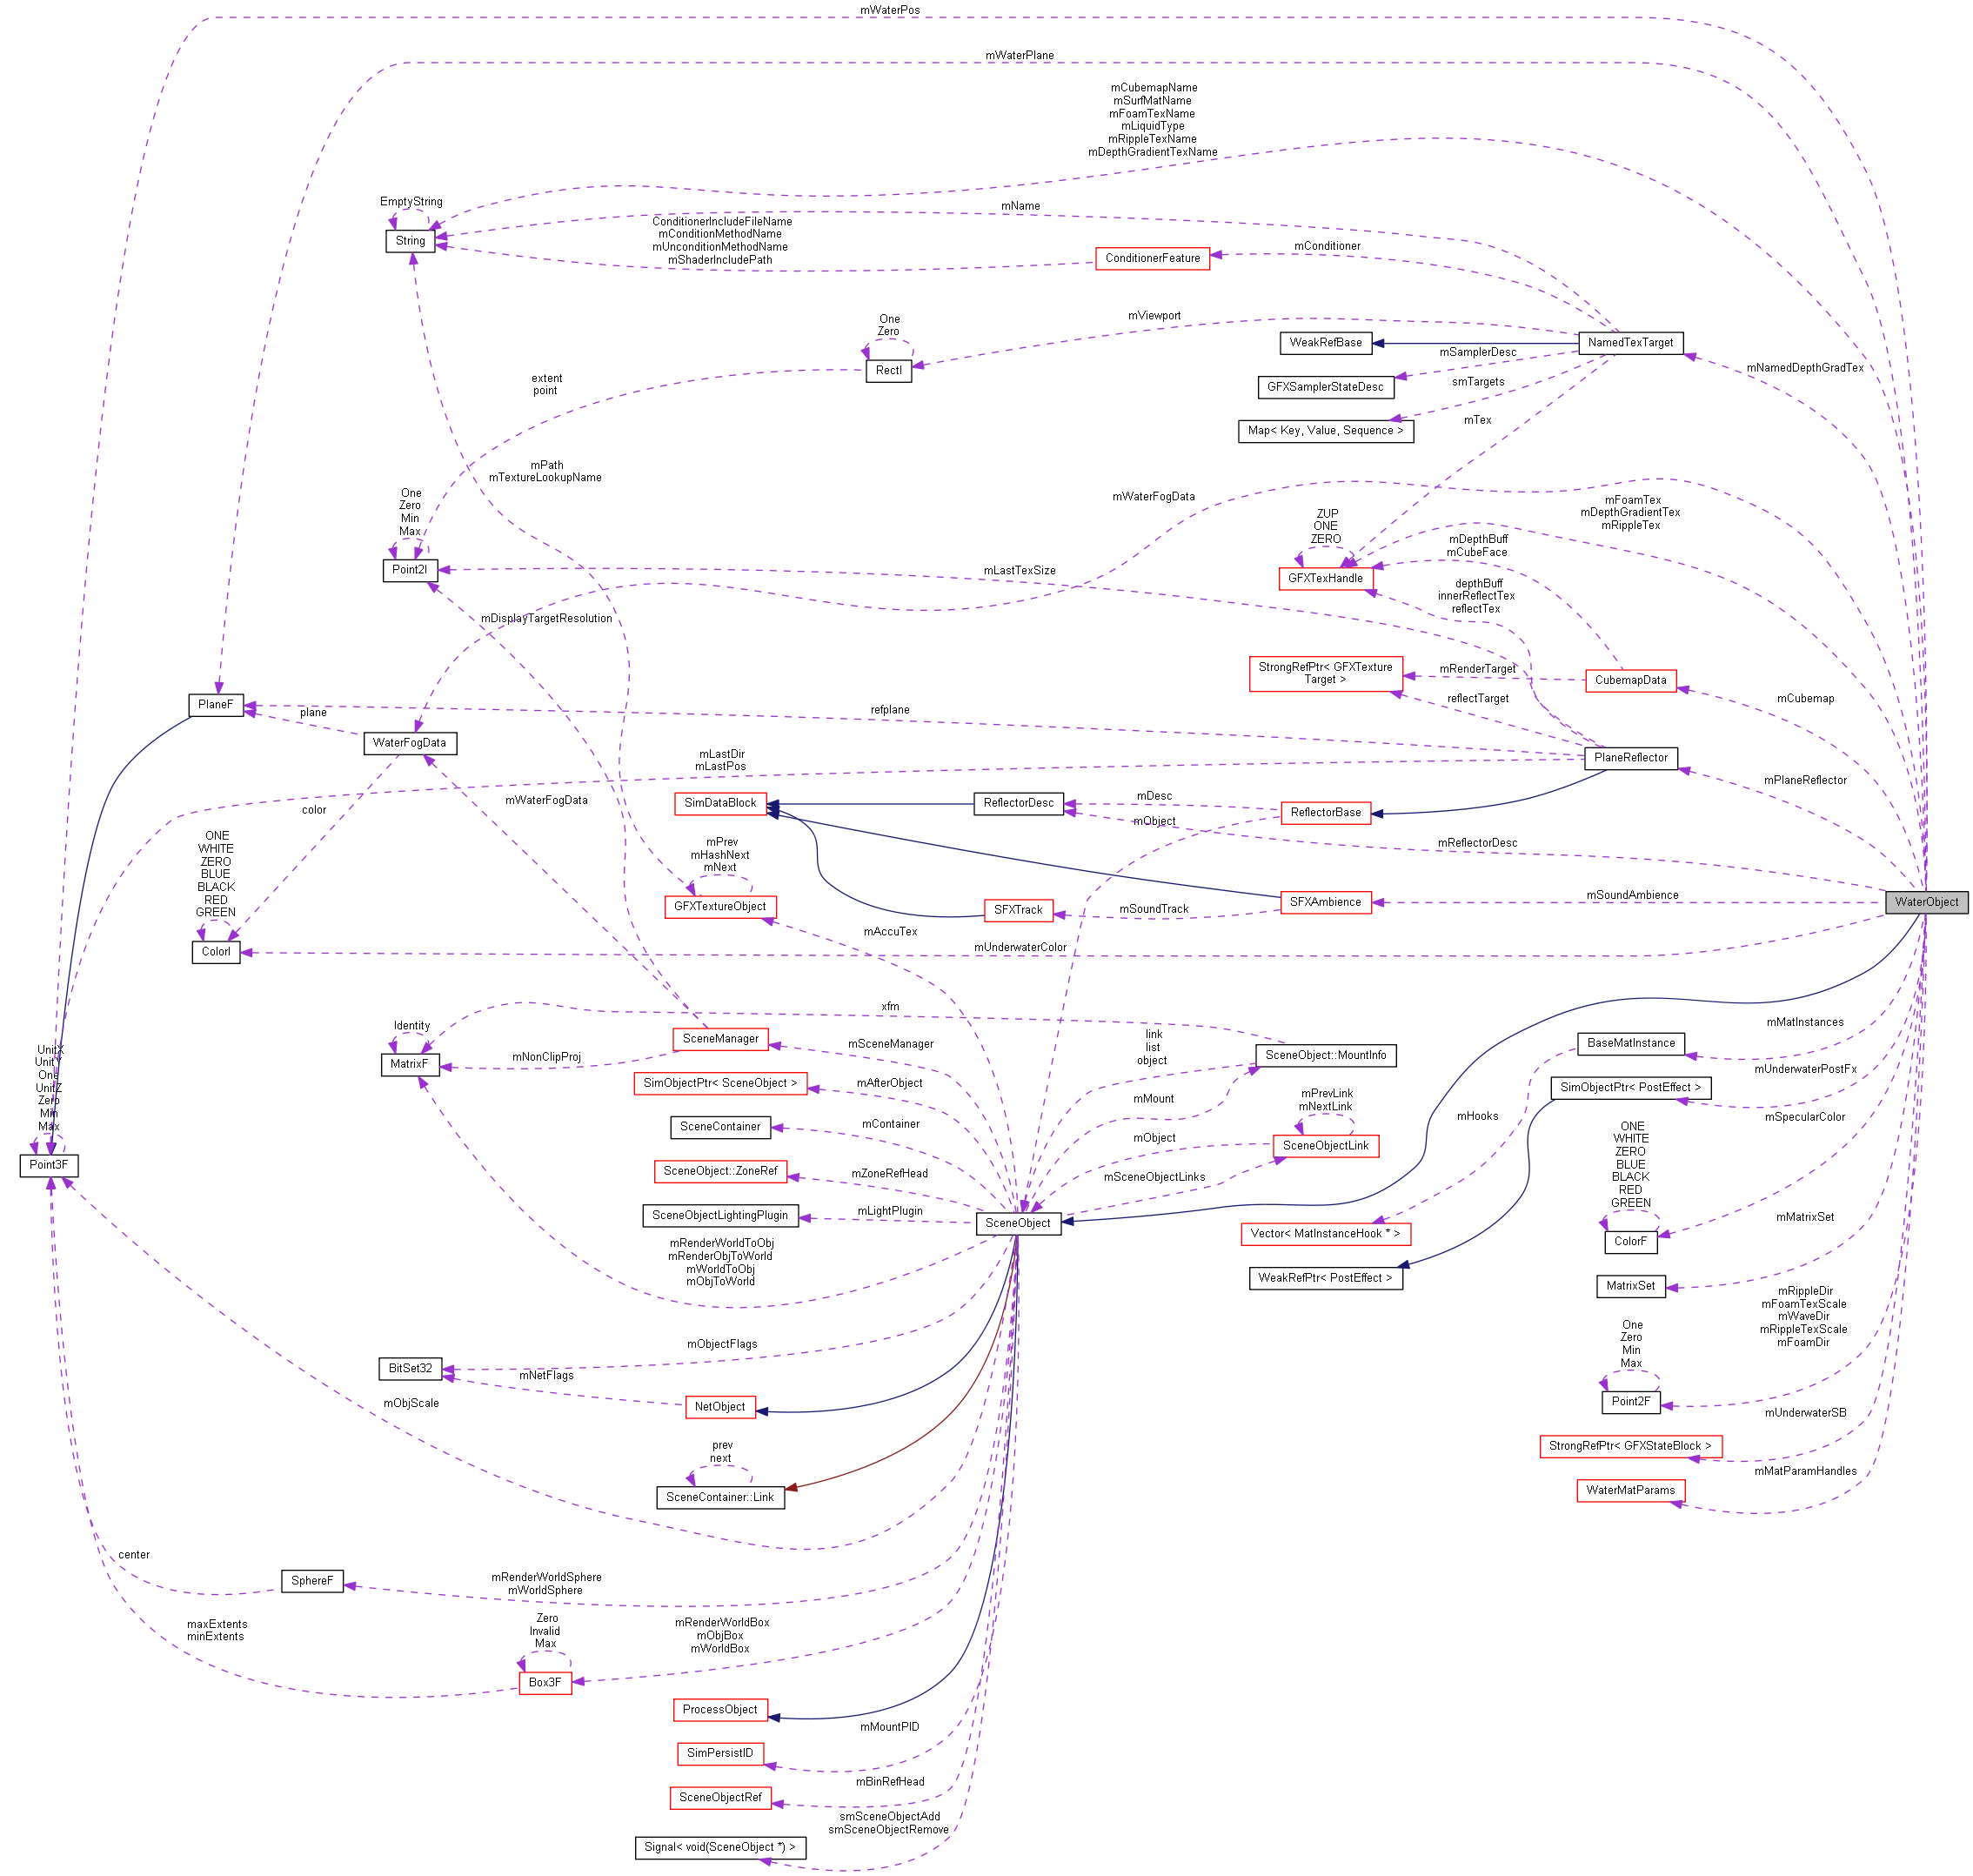 mWaterPos
mWaterPlane
mCubemapName
mSurfMatName
mFoamTexName
mLiquidType
mRippleTexName
mDepthGradientTexName
EmptyString
String
mName
ConditionerIncludeFileName
mConditionMethodName
mUnconditionMethodName
mShaderIncludePath
mConditioner
ConditionerFeature
One
Zero
RectI
mViewport
WeakRefBase
NamedTexTarget
mSamplerDesc
GFXSamplerStateDesc
smTargets
Map< Key, Value, Sequence >
mTex
mNamedDepthGradTex
extent
point
mPath
mTextureLookupName
One
Zero
Min
Max
Point2I
mWaterFogData
mFoamTex
mDepthGradientTex
mRippleTex
ZUP
ONE
ZERO
GFXTexHandle
mDepthBuff
mCubeFace
mLastTexSize
depthBuff
innerReflectTex
reflectTex
mDisplayTargetResolution
StrongRefPtr< GFXTexture
Target >
mRenderTarget
CubemapData
reflectTarget
mCubemap
PlaneF
plane
refplane
WaterFogData
mLastDir
mLastPos
PlaneReflector
mPlaneReflector
color
mWaterFogData
SimDataBlock
ReflectorDesc
mDesc
ReflectorBase
mObject
mReflectorDesc
ONE
WHITE
ZERO
BLUE
BLACK
RED
GREEN
ColorI
mPrev
mHashNext
mNext
GFXTextureObject
SFXTrack
mSoundTrack
SFXAmbience
mSoundAmbience
WaterObject
mAccuTex
mUnderwaterColor
Identity
MatrixF
xfm
mNonClipProj
SceneManager
mSceneManager
link
list
object
SceneObject::MountInfo
mMatInstances
BaseMatInstance
SimObjectPtr< SceneObject >
mAfterObject
mMount
mHooks
mUnderwaterPostFx
SimObjectPtr< PostEffect >
SceneContainer
mContainer
mPrevLink
mNextLink
mObject
SceneObjectLink
mSpecularColor
UnitX
UnitY
One
UnitZ
Zero
Min
Max
Point3F
SceneObject::ZoneRef
mZoneRefHead
mSceneObjectLinks
SceneObjectLightingPlugin
mLightPlugin
SceneObject
ONE
WHITE
ZERO
BLUE
BLACK
RED
GREEN
ColorF
mMatrixSet
Vector< MatInstanceHook * >
WeakRefPtr< PostEffect >
mRenderWorldToObj
mRenderObjToWorld
mWorldToObj
mObjToWorld
MatrixSet
mRippleDir
mFoamTexScale
mWaveDir
mRippleTexScale
mFoamDir
One
Zero
Min
Max
Point2F
mObjectFlags
BitSet32
mNetFlags
NetObject
mObjScale
mUnderwaterSB
StrongRefPtr< GFXStateBlock >
prev
next
SceneContainer::Link
mMatParamHandles
WaterMatParams
center
SphereF
mRenderWorldSphere
mWorldSphere
maxExtents
minExtents
Zero
Invalid
Max
Box3F
mRenderWorldBox
mObjBox
mWorldBox
ProcessObject
mMountPID
SimPersistID
mBinRefHead
SceneObjectRef
smSceneObjectAdd
smSceneObjectRemove
Signal< void(SceneObject *) >